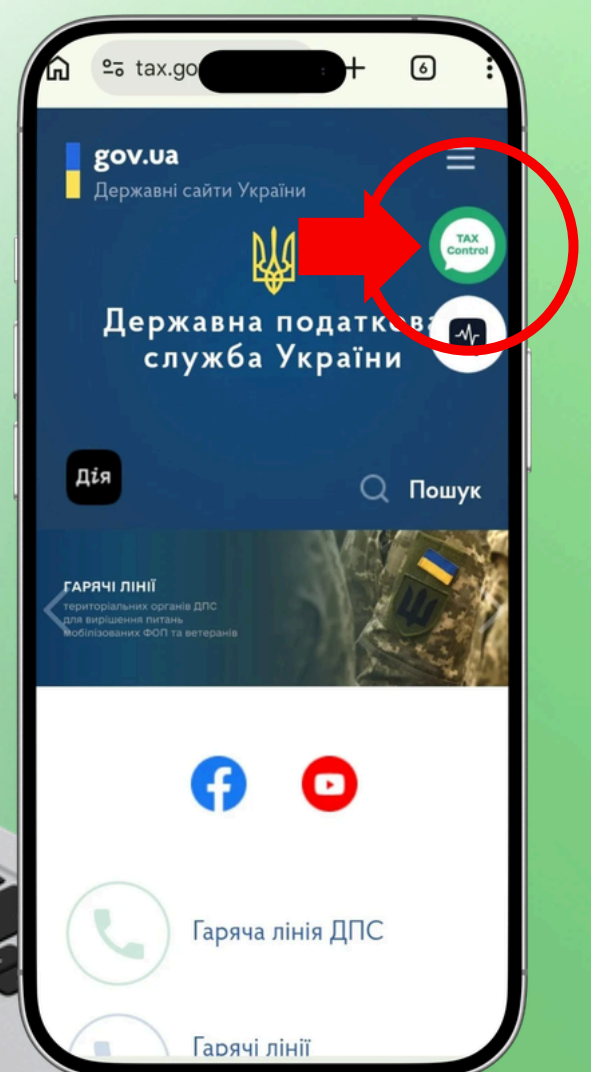 tax.go
6
gov.ua
Державні сайти України
TAX
Control
Державна податкова
служба України
Дія
Пошук
ГАРЯЧІ ЛІНІЇ
територіальних органів ДПС
для вирішення питань
мобілізованих ФОП та ветеранів
Гаряча лінія ДПС
Гарячі лінії